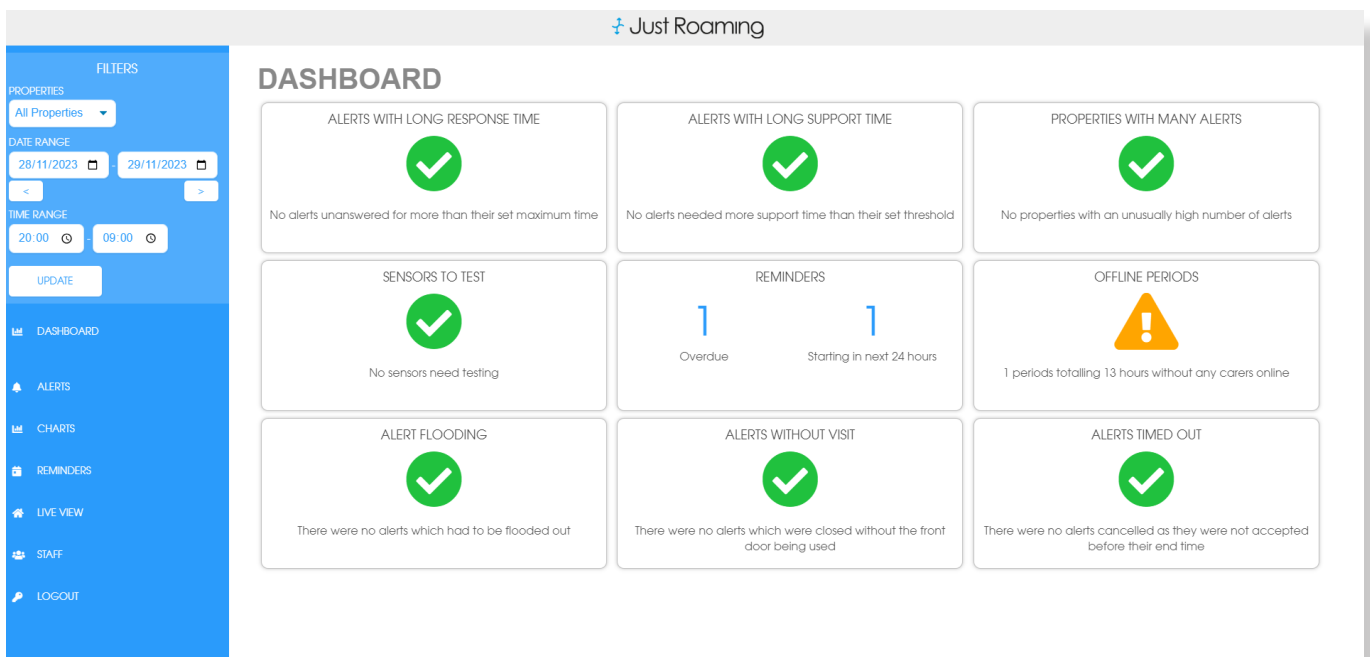 Just Roaming
FILTERS
PROPERTIES
All Properties
DATE RANGE
28/11/2023 - 29/11/2023
< >
TIME RANGE
20:00 - 09:00
UPDATE
DASHBOARD
ALERTS
CHARTS
REMINDERS
LIVE VIEW
STAFF
LOGOUT
DASHBOARD
ALERTS WITH LONG RESPONSE TIME
No alerts unanswered for more than their set maximum time
ALERTS WITH LONG SUPPORT TIME
No alerts needed more support time than their set threshold
PROPERTIES WITH MANY ALERTS
No properties with an unusually high number of alerts
SENSORS TO TEST
No sensors need testing
REMINDERS
1 1
Overdue Starting in next 24 hours
OFFLINE PERIODS
1 periods totalling 13 hours without any carers online
ALERT FLOODING
There were no alerts which had to be flooded out
ALERTS WITHOUT VISIT
There were no alerts which were closed without the front
door being used
ALERTS TIMED OUT
There were no alerts cancelled as they were not accepted
before their end time